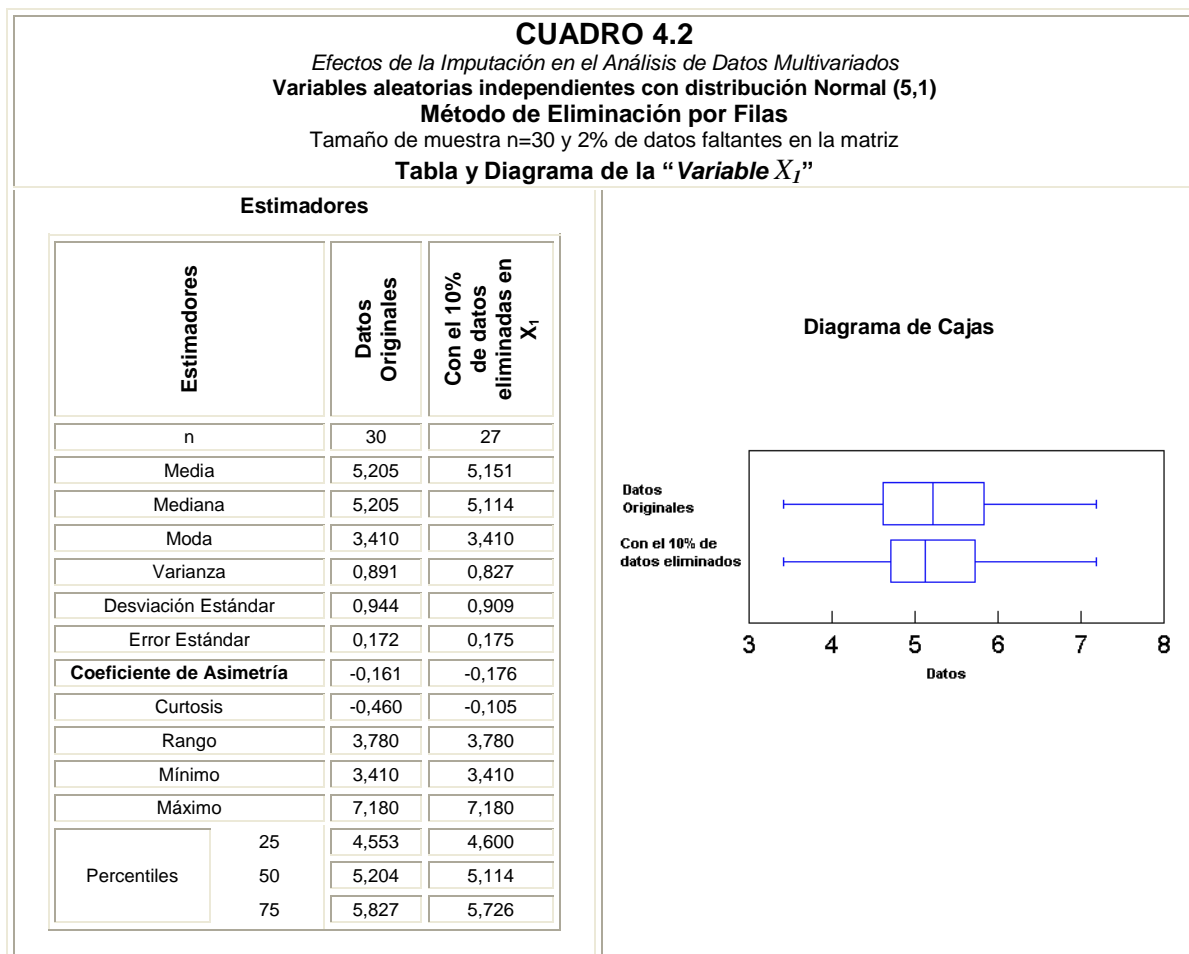 CUADRO 4.2
Efectos de la Imputación en el Análisis de Datos Multivariados
Variables aleatorias independientes con distribución Normal (5,1)
Método de Eliminación por Filas
Tamaño de muestra n=30 y 2% de datos faltantes en la matriz
Tabla y Diagrama de la “Variable X1”
Estimadores
Estimadores
Datos
Originales
Con el 10%
de datos
eliminadas en
X1
n 30 27
Media 5,205 5,151
Mediana 5,205 5,114
Moda 3,410 3,410
Varianza 0,891 0,827
Desviación Estándar 0,944 0,909
Error Estándar 0,172 0,175
Coeficiente de Asimetría -0,161 -0,176
Curtosis -0,460 -0,105
Rango 3,780 3,780
Mínimo 3,410 3,410
Máximo 7,180 7,180
Percentiles
25 4,553 4,600
50 5,204 5,114
75 5,827 5,726
Diagrama de Cajas
Datos
Originales
Con el 10% de
datos eliminados
3 4 5 6 7 8
Datos